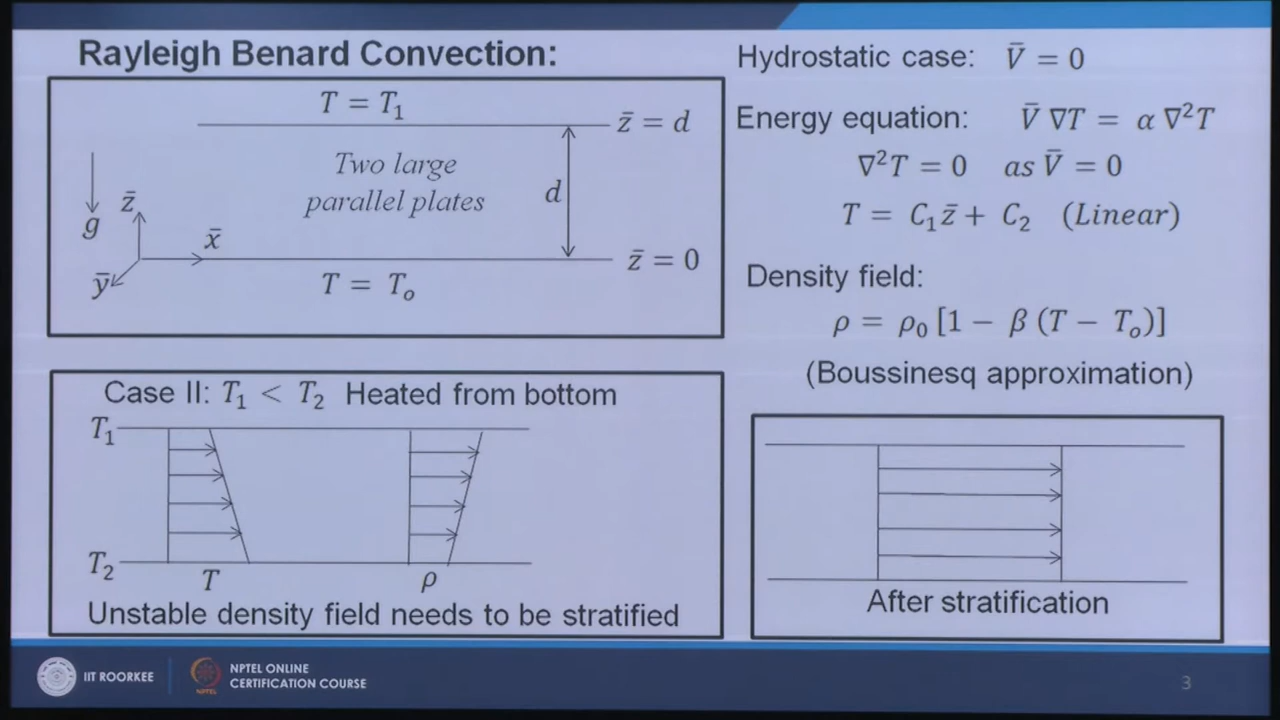 Rayleigh Benard Convection:
T = T₁
z̄ = d
Two large
parallel plates
d
g
z̄
x̄
ȳ
z̄ = 0
T = Tₒ
Hydrostatic case: V̄ = 0
Energy equation: V̄ ∇T = α ∇²T
∇²T = 0 as V̄ = 0
T = C₁z̄ + C₂ (Linear)
Density field:
ρ = ρ₀ [1 − β (T − Tₒ)]
(Boussinesq approximation)
Case II: T₁ < T₂ Heated from bottom
T₁
T₂
T
ρ
Unstable density field needs to be stratified
After stratification
IIT ROORKEE
NPTEL
NPTEL ONLINE
CERTIFICATION COURSE
3